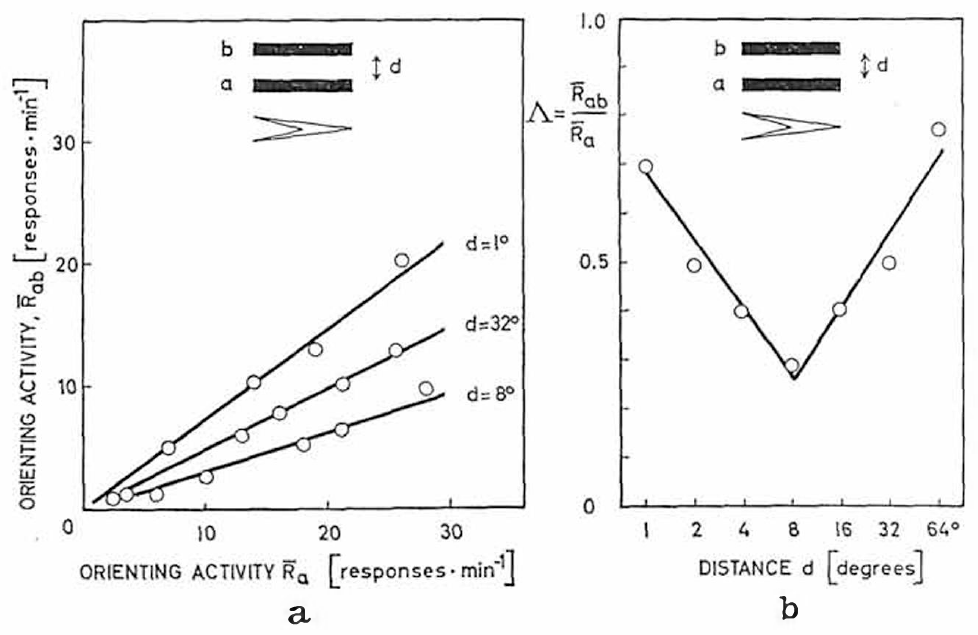 b
a
d
ORIENTING ACTIVITY, R̅ab [responses·min⁻¹]
30
20
10
0
10
20
30
d=1°
d=32°
d=8°
ORIENTING ACTIVITY R̅a [responses·min⁻¹]
a
b
a
d
Λ = R̅ab / R̅a
1.0
0.5
0
1 2 4 8 16 32 64°
DISTANCE d [degrees]
b